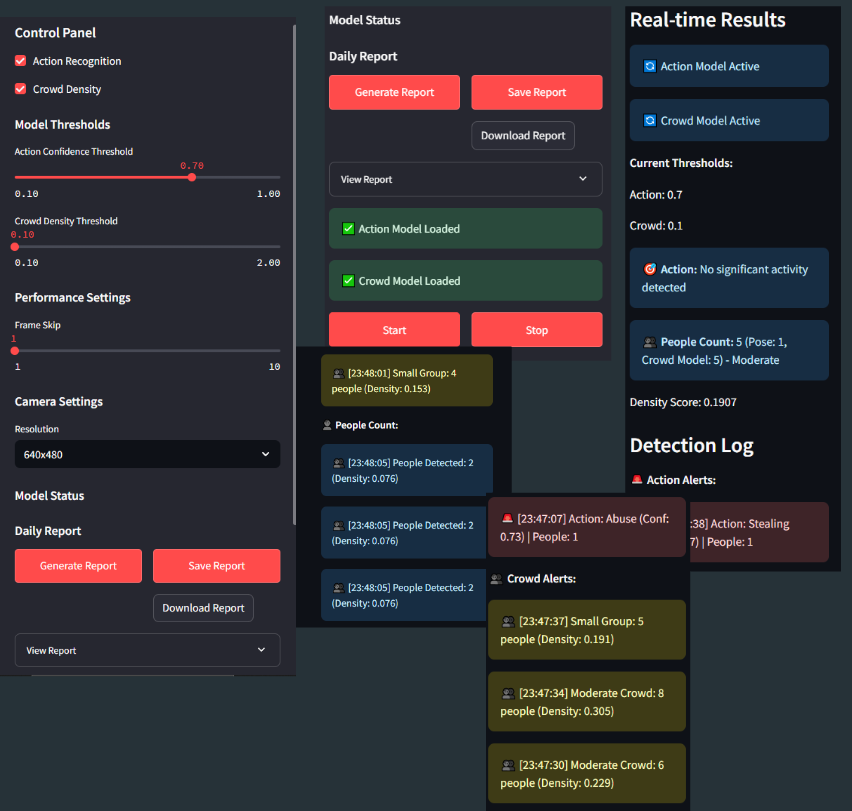 Control Panel
Action Recognition
Crowd Density
Model Thresholds
Action Confidence Threshold
0.70
0.10 1.00
Crowd Density Threshold
0.10
0.10 2.00
Performance Settings
Frame Skip
1
1 10
Camera Settings
Resolution
640x480
Model Status
Daily Report
Generate Report Save Report
Download Report
View Report
Model Status
Daily Report
Generate Report Save Report
Download Report
View Report
Action Model Loaded
Crowd Model Loaded
Start Stop
[23:48:01] Small Group: 4
people (Density: 0.153)
People Count:
[23:48:05] People Detected: 2
(Density: 0.076)
[23:48:05] People Detected: 2
(Density: 0.076)
[23:48:05] People Detected: 2
(Density: 0.076)
Real-time Results
Action Model Active
Crowd Model Active
Current Thresholds:
Action: 0.7
Crowd: 0.1
Action: No significant activity
detected
People Count: 5 (Pose: 1,
Crowd Model: 5) - Moderate
Density Score: 0.1907
Detection Log
Action Alerts:
:38] Action: Stealing
7) | People: 1
[23:47:07] Action: Abuse (Conf:
0.73) | People: 1
Crowd Alerts:
[23:47:37] Small Group: 5
people (Density: 0.191)
[23:47:34] Moderate Crowd: 8
people (Density: 0.305)
[23:47:30] Moderate Crowd: 6
people (Density: 0.229)